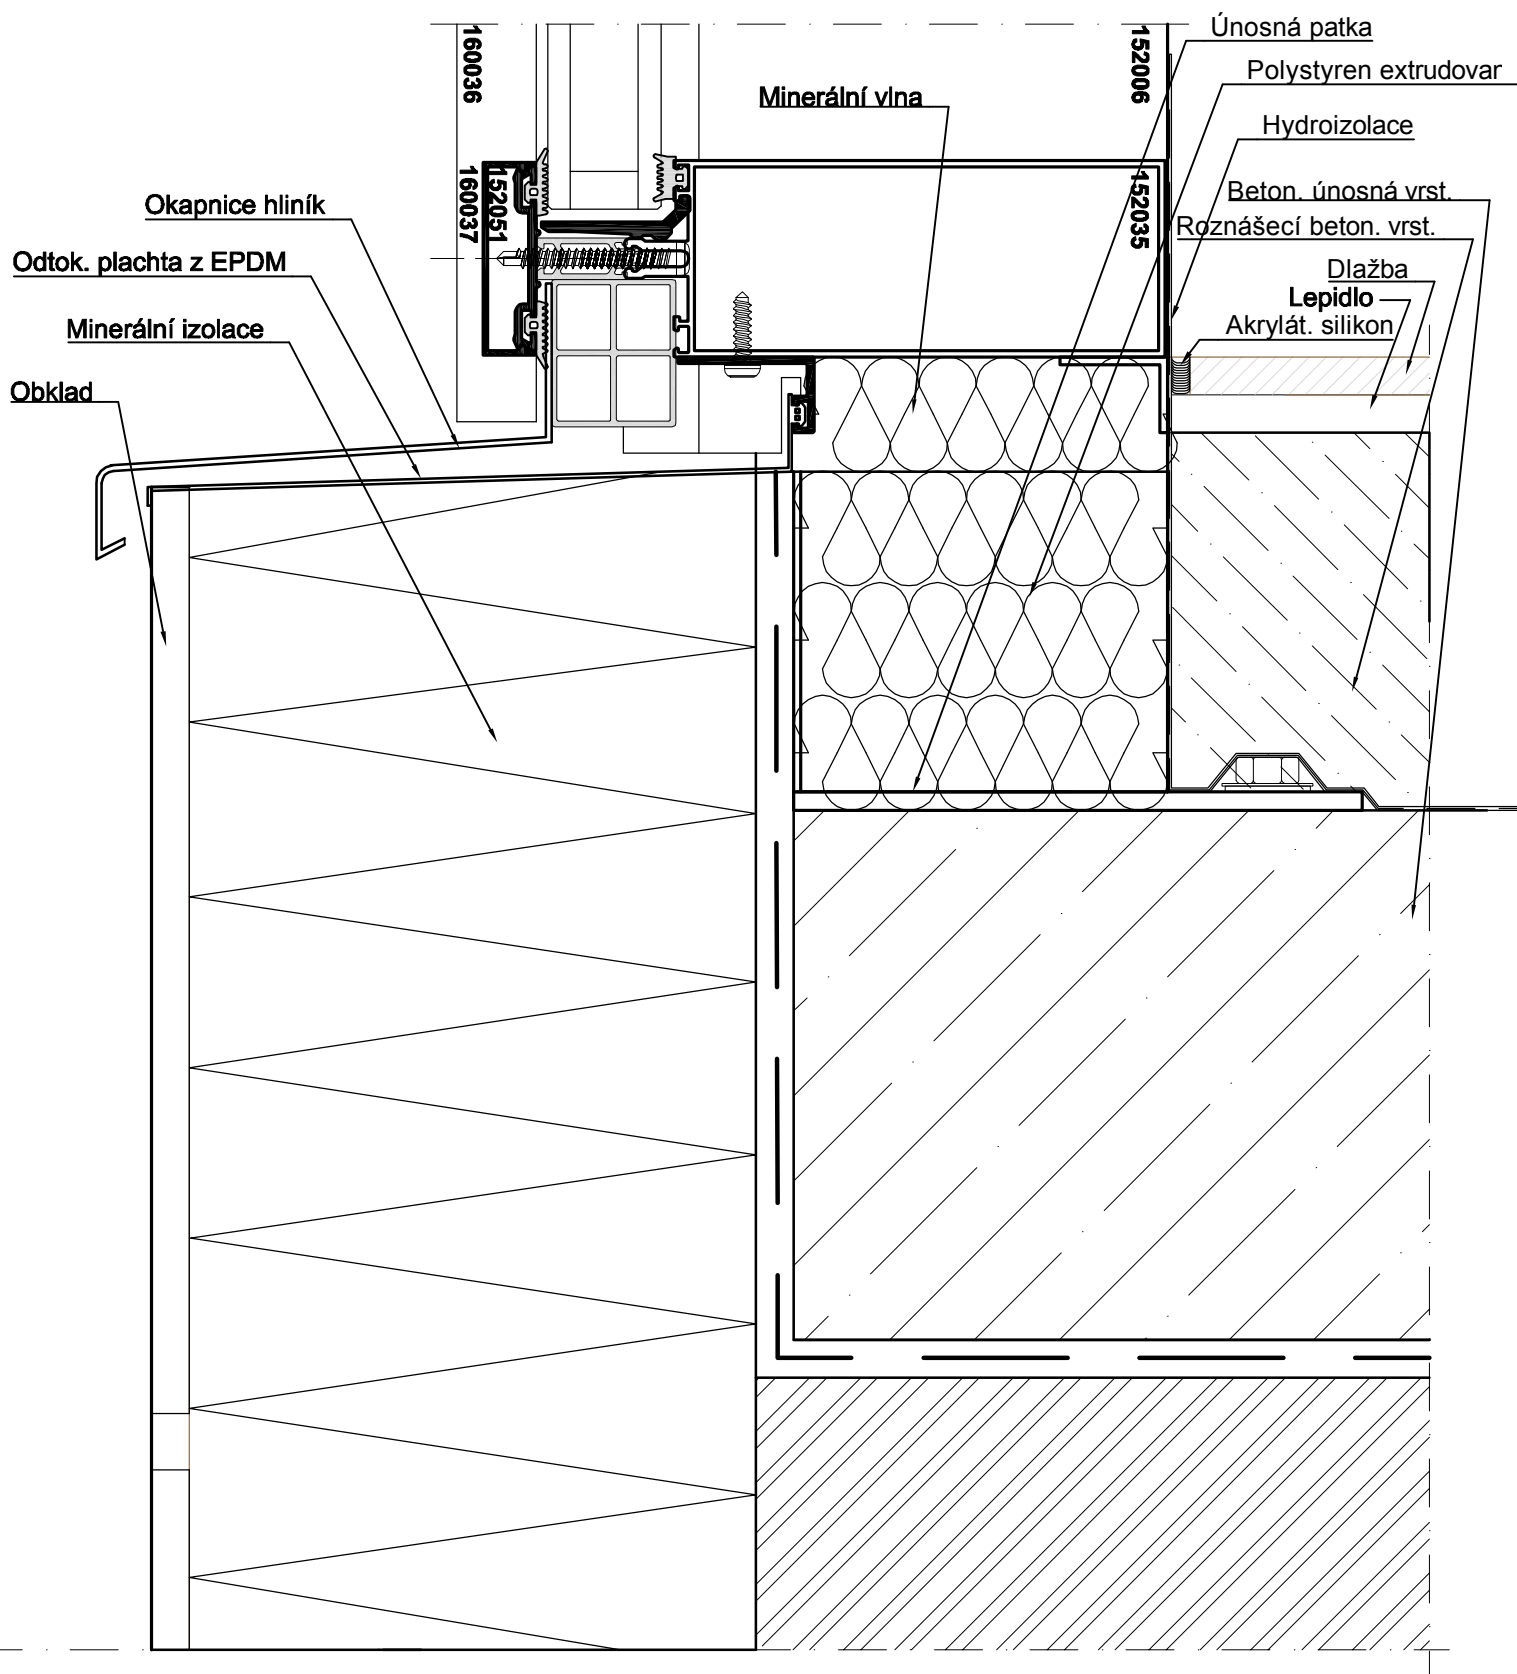 160036
152006
Únosná patka
Polystyren extrudovar
Minerální vlna
Hydroizolace
Okapnice hliník
160037
152051
152035
Beton. únosná vrst.
Roznášecí beton. vrst.
Odtok. plachta z EPDM
Dlažba
Lepidlo
Minerální izolace
Akrylát. silikon
Obklad